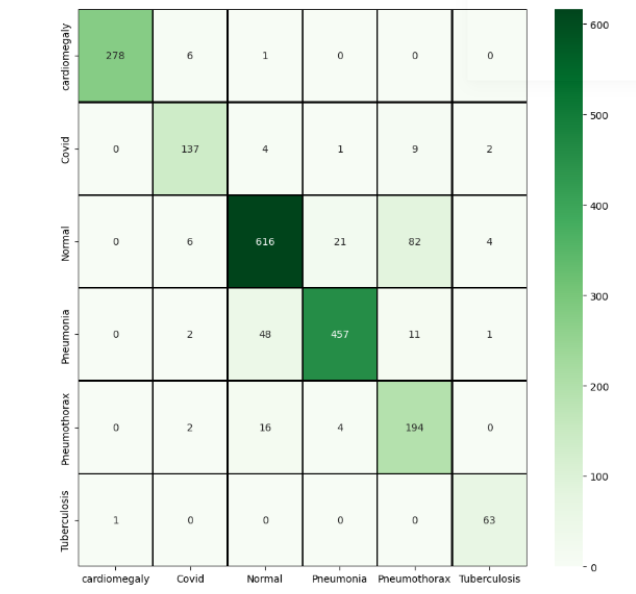 cardiomegaly 278 6 1 0 0 0
Covid 0 137 4 1 9 2
Normal 0 6 616 21 82 4
Pneumonia 0 2 48 457 11 1
Pneumothorax 0 2 16 4 194 0
Tuberculosis 1 0 0 0 0 63
cardiomegaly Covid Normal Pneumonia Pneumothorax Tuberculosis
600
500
400
300
200
100
0